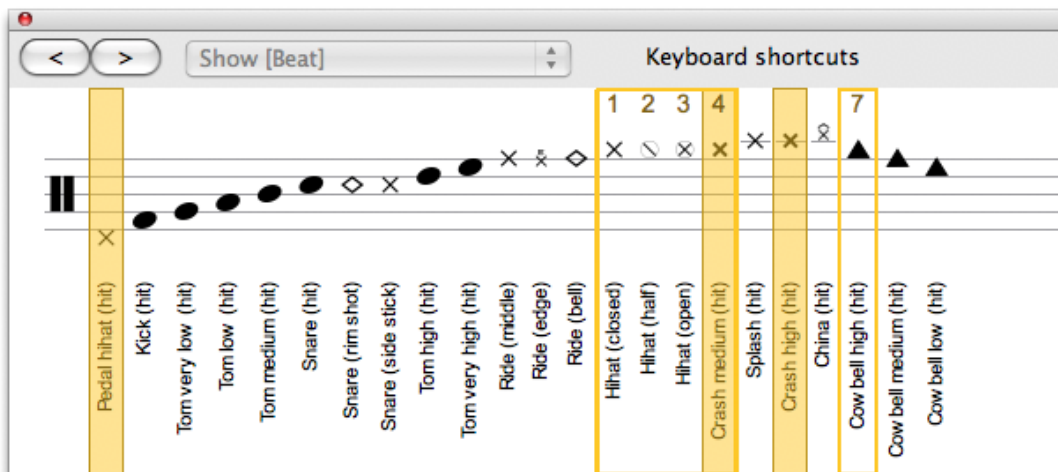 < > Show [Beat] Keyboard shortcuts
1 2 3 4 7
Pedal hihat (hit)
Kick (hit)
Tom very low (hit)
Tom low (hit)
Tom medium (hit)
Snare (hit)
Snare (rim shot)
Snare (side stick)
Tom high (hit)
Tom very high (hit)
Ride (middle)
Ride (edge)
Ride (bell)
Hihat (closed)
Hihat (half)
Hihat (open)
Crash medium (hit)
Splash (hit)
Crash high (hit)
China (hit)
Cow bell high (hit)
Cow bell medium (hit)
Cow bell low (hit)